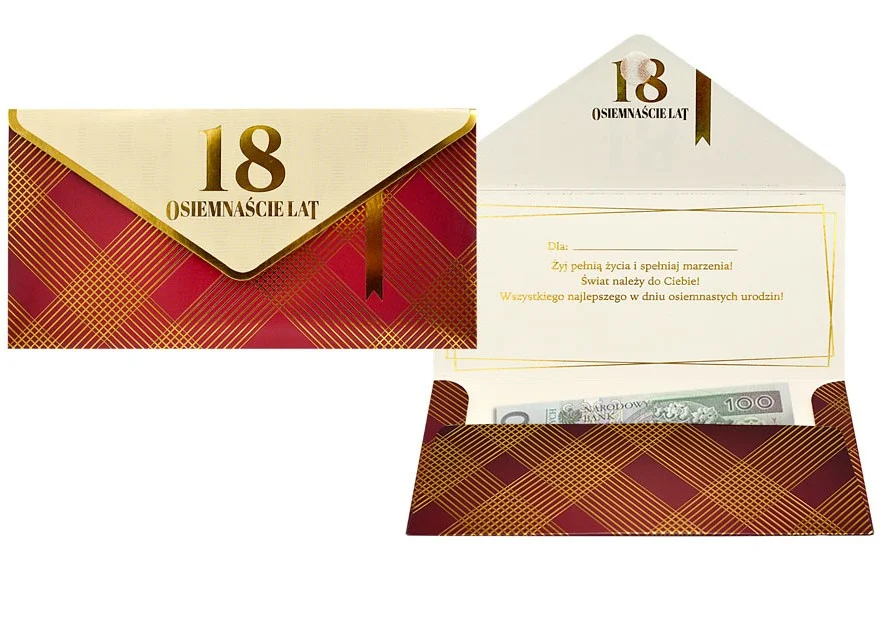 18
OSIEMNAŚCIE LAT
18
OSIEMNAŚCIE LAT
Dla:
Żyj pełnią życia i spełniaj marzenia!
Świat należy do Ciebie!
Wszystkiego najlepszego w dniu osiemnastych urodzin!
NARODOWY
BANK
100